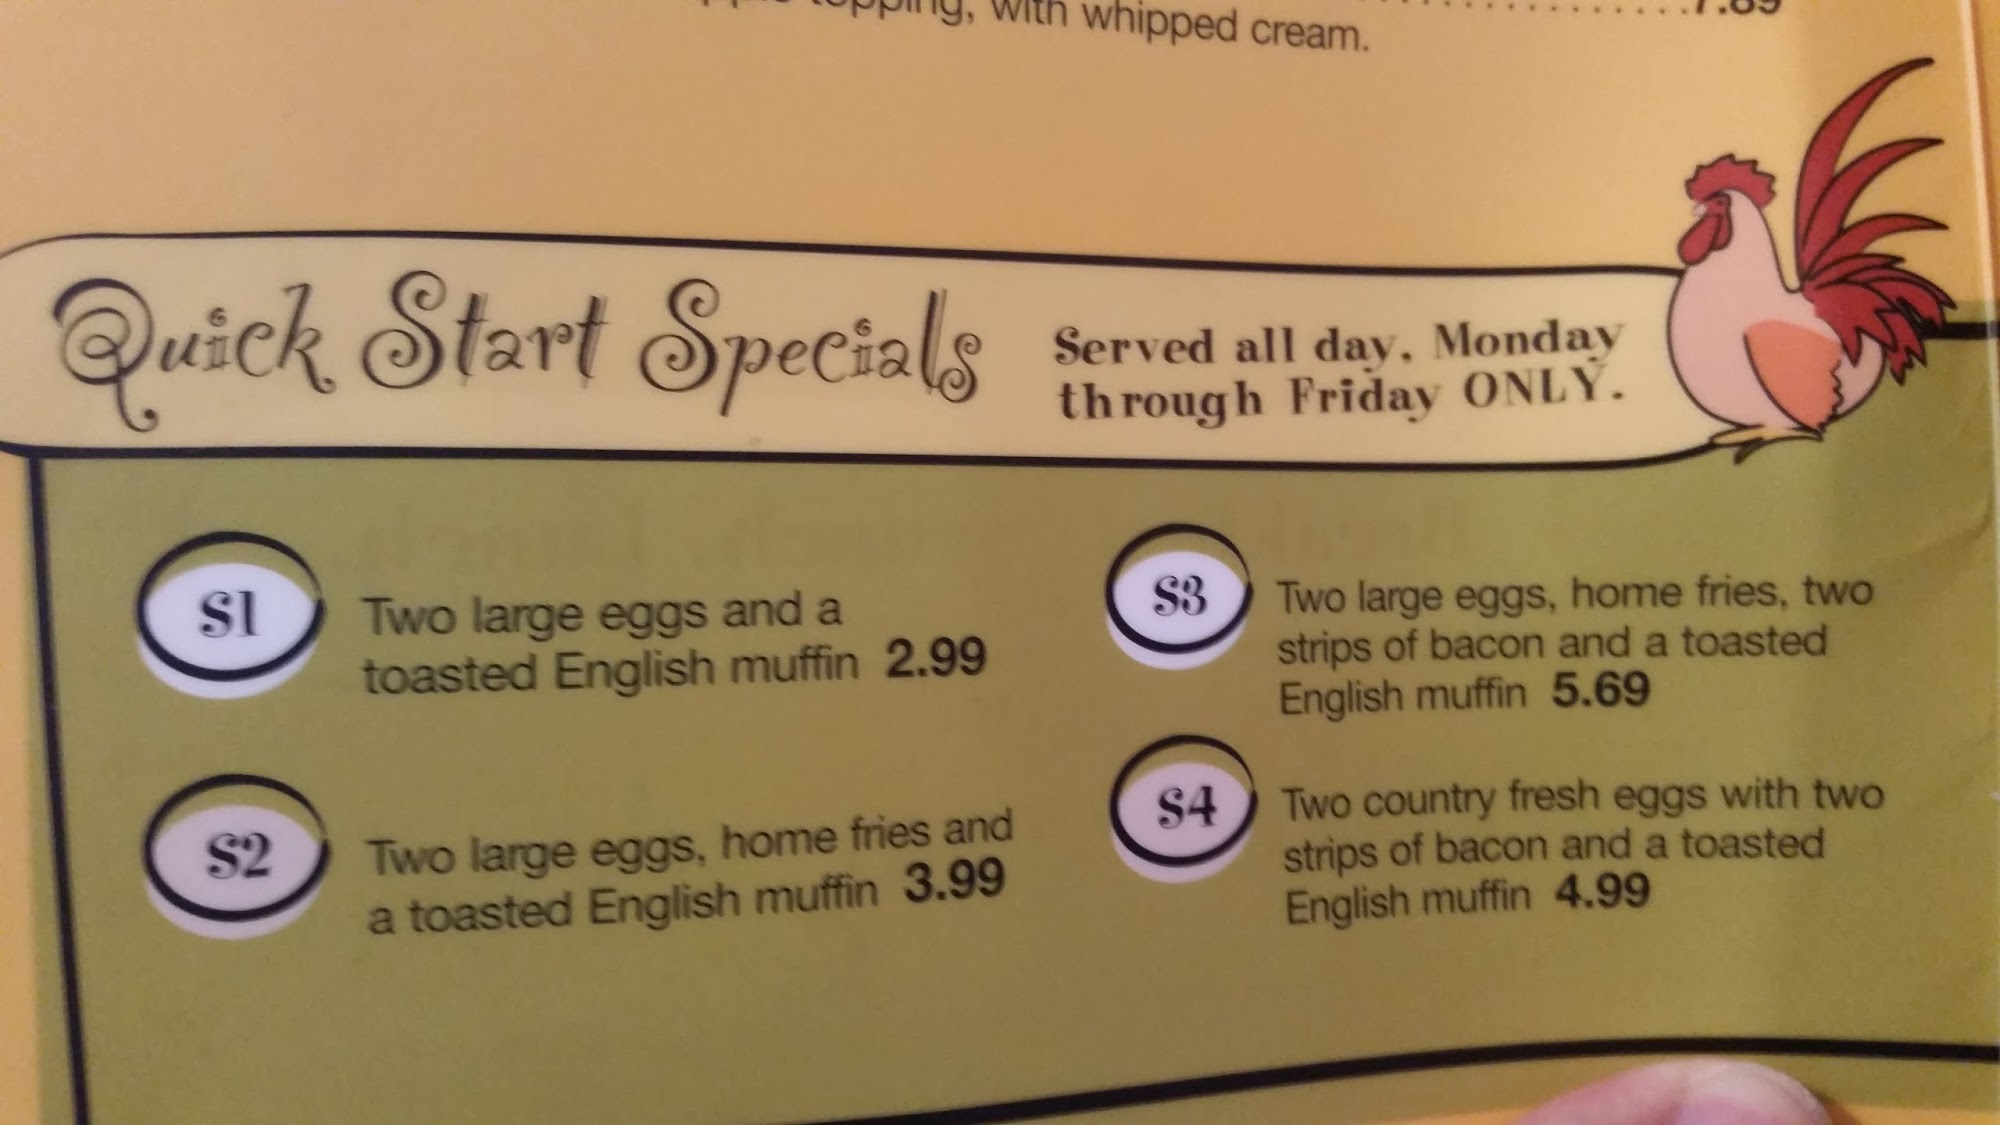 topping, with whipped cream.
Quick Start Specials
Served all day, Monday
through Friday ONLY.
S1
Two large eggs and a
toasted English muffin 2.99
S2
Two large eggs, home fries and
a toasted English muffin 3.99
S3
Two large eggs, home fries, two
strips of bacon and a toasted
English muffin 5.69
S4
Two country fresh eggs with two
strips of bacon and a toasted
English muffin 4.99